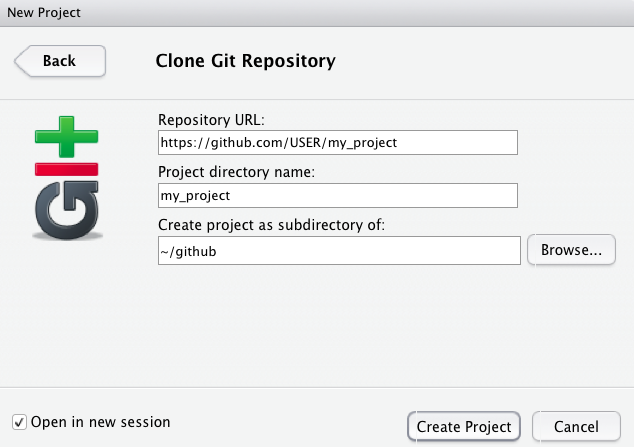 New Project
Back
Clone Git Repository
Repository URL:
https://github.com/USER/my_project
Project directory name:
my_project
Create project as subdirectory of:
~/github
Browse...
git
Open in new session
Create Project
Cancel